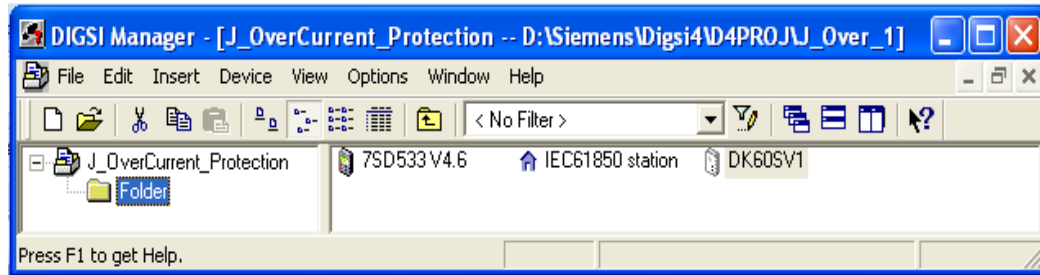 DIGSI Manager - [J_OverCurrent_Protection -- D:\Siemens\Digsi4\D4PROJ\J_Over_1]
File Edit Insert Device View Options Window Help
< No Filter >
J_OverCurrent_Protection
Folder
7SD533 V4.6 IEC61850 station DK60SV1
Press F1 to get Help.